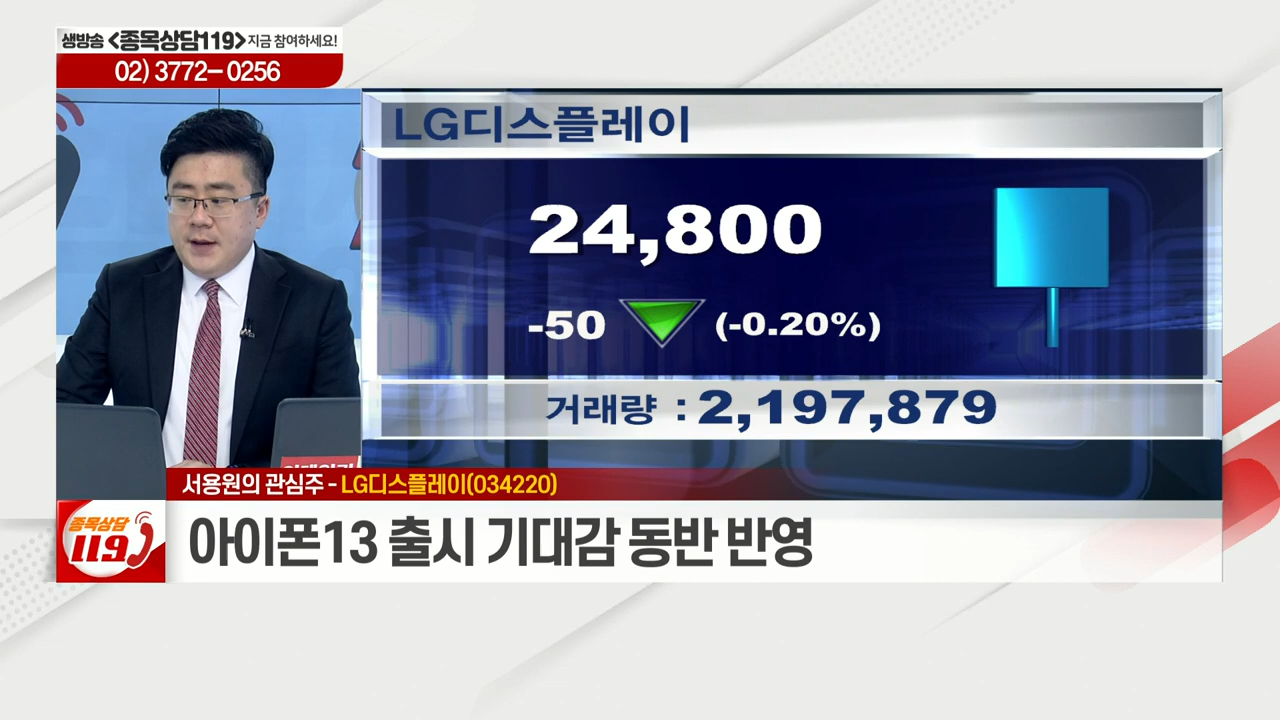 생방송 <종목상담119> 지금 참여하세요!
02) 3772-0256
LG디스플레이
24,800
-50 (-0.20%)
거래량 : 2,197,879
서용원의 관심주 - LG디스플레이(034220)
종목상담
119
아이폰13 출시 기대감 동반 반영